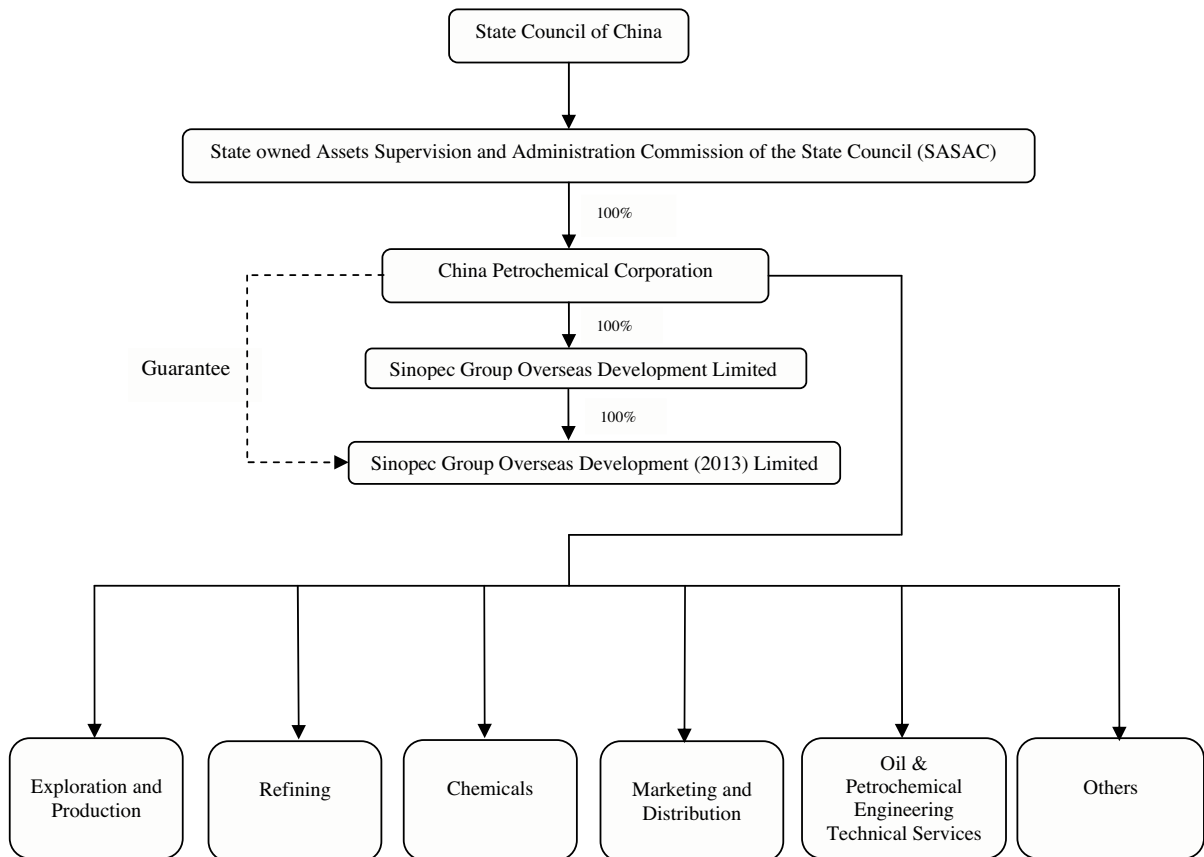 State Council of China
State owned Assets Supervision and Administration Commission of the State Council (SASAC)
100%
China Petrochemical Corporation
100%
Guarantee
Sinopec Group Overseas Development Limited
100%
Sinopec Group Overseas Development (2013) Limited
Exploration and
Production
Refining
Chemicals
Marketing and
Distribution
Oil &
Petrochemical
Engineering
Technical Services
Others